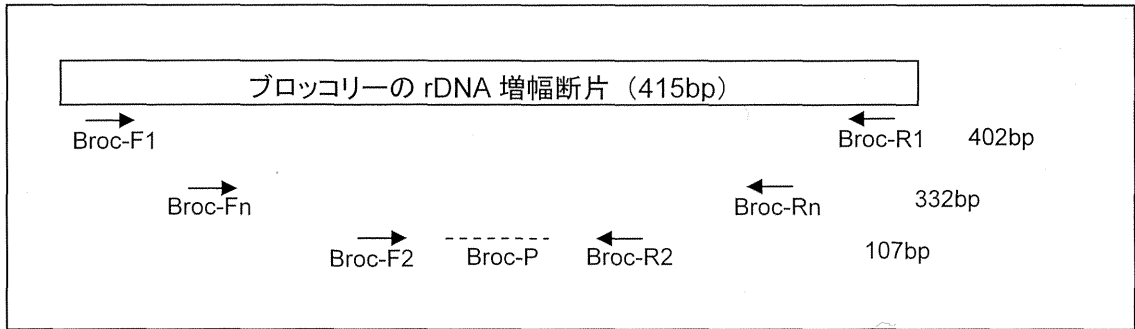 ブロッコリーの rDNA 増幅断片（415bp）
Broc-F1
Broc-R1
402bp
Broc-Fn
Broc-Rn
332bp
Broc-F2
Broc-P
Broc-R2
107bp